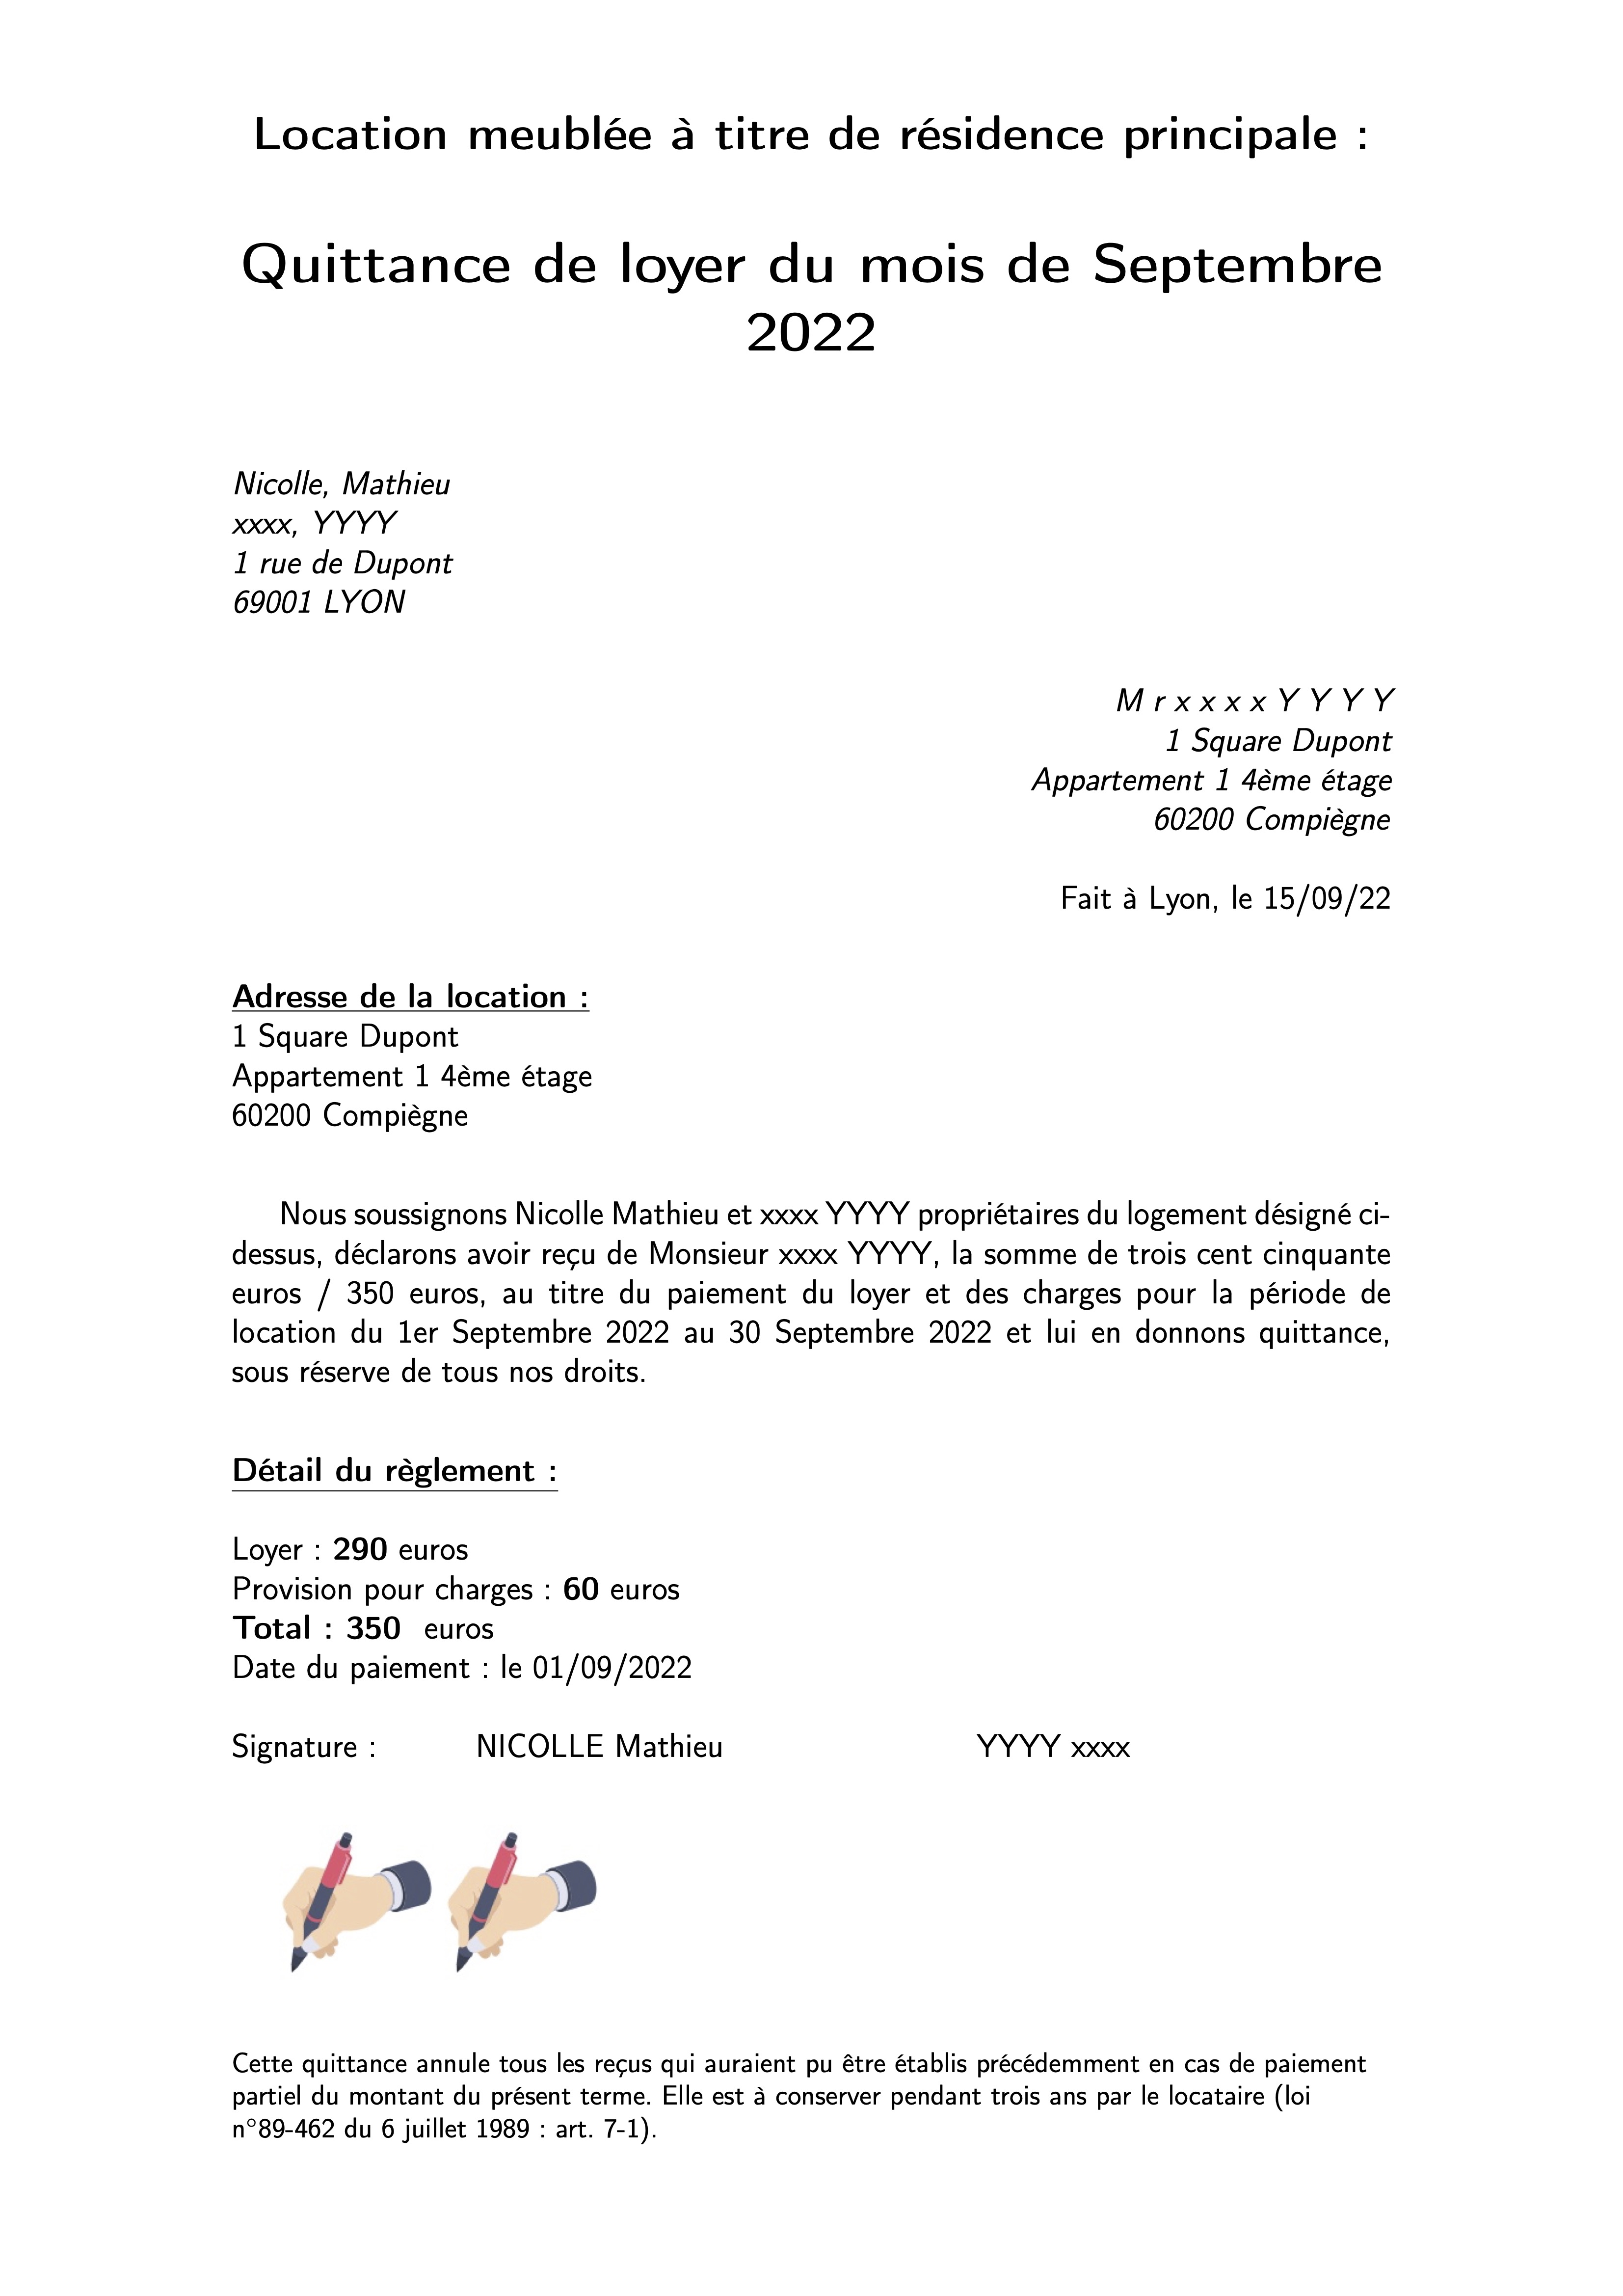 Location meublée à titre de résidence principale :
Quittance de loyer du mois de Septembre
2022
Nicolle, Mathieu
xxxx, YYYY
1 rue de Dupont
69001 LYON
M r x x x x Y Y Y Y
1 Square Dupont
Appartement 1 4ème étage
60200 Compiègne
Fait à Lyon, le 15/09/22
Adresse de la location :
1 Square Dupont
Appartement 1 4ème étage
60200 Compiègne
Nous soussignons Nicolle Mathieu et xxxx YYYY propriétaires du logement désigné ci-
dessus, déclarons avoir reçu de Monsieur xxxx YYYY, la somme de trois cent cinquante
euros / 350 euros, au titre du paiement du loyer et des charges pour la période de
location du 1er Septembre 2022 au 30 Septembre 2022 et lui en donnons quittance,
sous réserve de tous nos droits.
Détail du règlement :
Loyer : 290 euros
Provision pour charges : 60 euros
Total : 350 euros
Date du paiement : le 01/09/2022
Signature : NICOLLE Mathieu YYYY xxxx
Cette quittance annule tous les reçus qui auraient pu être établis précédemment en cas de paiement
partiel du montant du présent terme. Elle est à conserver pendant trois ans par le locataire (loi
n°89-462 du 6 juillet 1989 : art. 7-1).